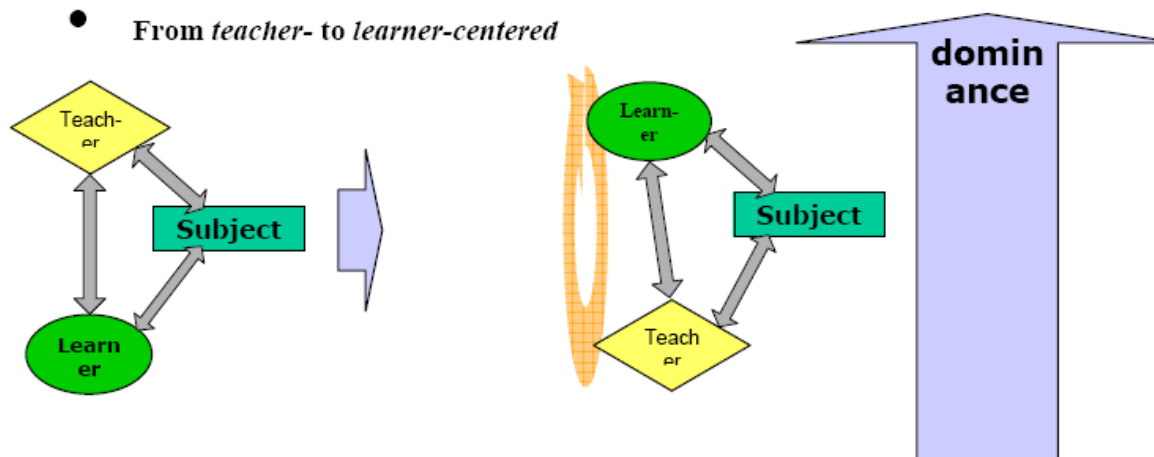 ● From teacher- to learner-centered
domin
ance
Teach-
er
Subject
Learn
er
Learn-
er
Subject
Teach
er